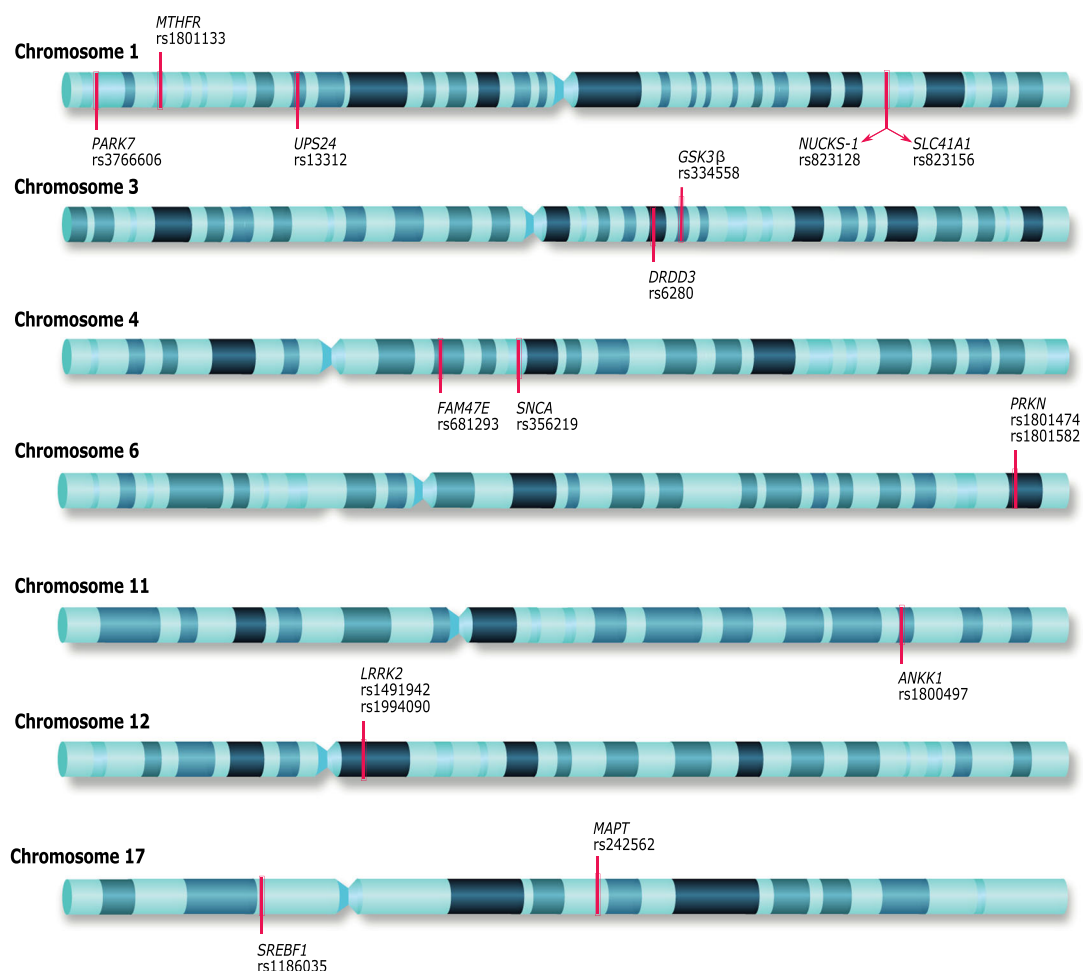 MTHFR
rs1801133
Chromosome 1
PARK7
rs3766606
UPS24
rs13312
NUCKS-1
rs823128
SLC41A1
rs823156
GSK3β
rs334558
Chromosome 3
DRDD3
rs6280
Chromosome 4
FAM47E
rs681293
SNCA
rs356219
PRKN
rs1801474
rs1801582
Chromosome 6
Chromosome 11
ANKK1
rs1800497
LRRK2
rs1491942
rs1994090
Chromosome 12
MAPT
rs242562
Chromosome 17
SREBF1
rs1186035